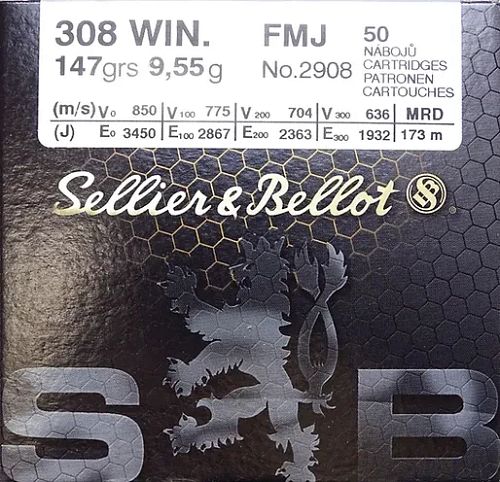 308 WIN. FMJ 50
147grs 9,55g No.2908 NÁBOJŮ
CARTRIDGES
PATRONEN
CARTOUCHES
(m/s) V0 850 V100 775 V200 704 V300 636 MRD
(J) E0 3450 E100 2867 E200 2363 E300 1932 173 m
Sellier & Bellot SB ®
S B